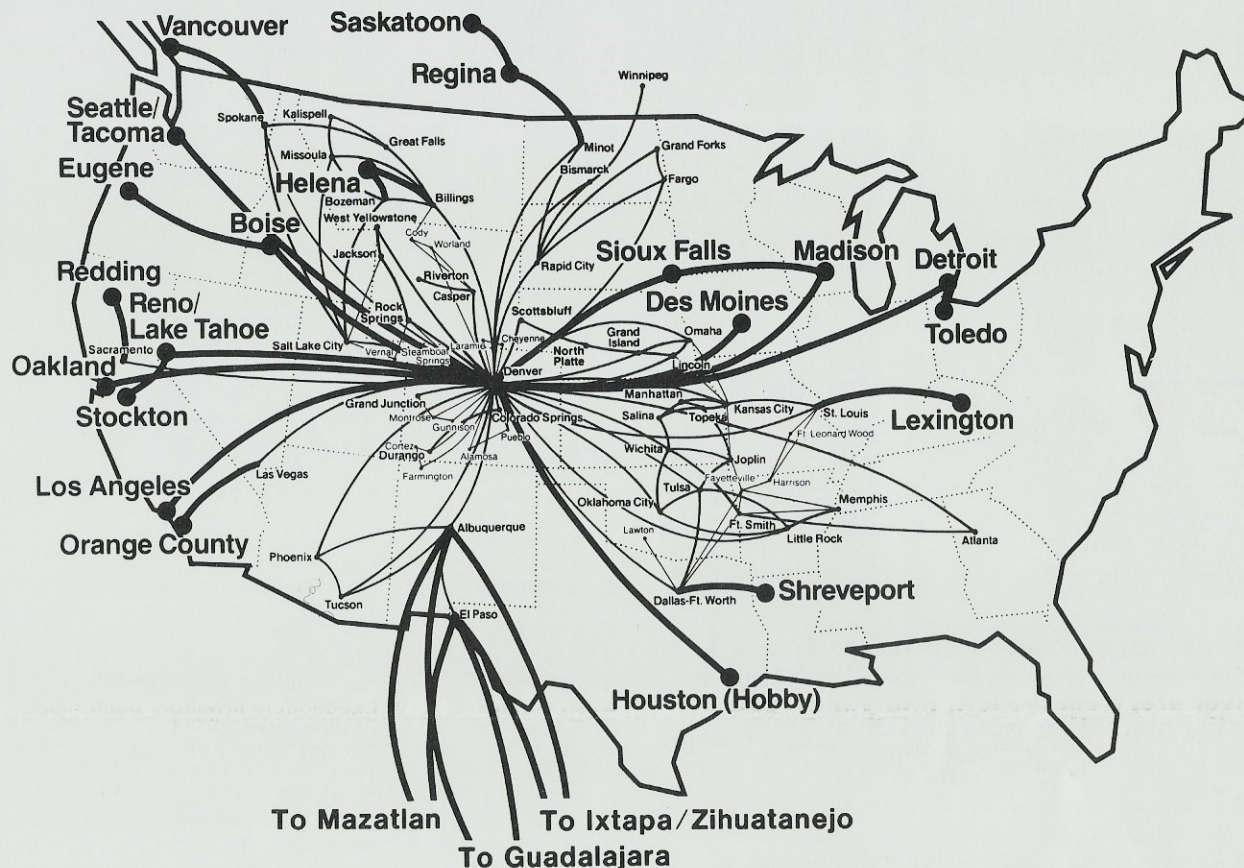 Vancouver
Saskatoon
Regina
Winnipeg
Seattle/
Tacoma
Spokane
Kalispell
Great Falls
Missoula
Minot
Grand Forks
Bismarck
Fargo
Eugene
Helena
Bozeman
Billings
West Yellowstone
Boise
Cody
Worland
Jackson
Rapid City
Sioux Falls
Madison
Detroit
Redding
Riverton
Casper
Reno/
Lake Tahoe
Rock
Springs
Scottsbluff
Des Moines
Toledo
Sacramento
Salt Lake City
Vernal
Steamboat
Springs
Laramie
Cheyenne
North
Platte
Grand
Island
Omaha
Lincoln
Oakland
Denver
Stockton
Grand Junction
Manhattan
Montrose
Gunnison
Colorado Springs
Pueblo
Salina
Topeka
Kansas City
St. Louis
Lexington
Ft. Leonard Wood
Cortez
Durango
Alamosa
Farmington
Wichita
Joplin
Las Vegas
Los Angeles
Tulsa
Fayetteville
Harrison
Oklahoma City
Memphis
Orange County
Albuquerque
Lawton
Ft. Smith
Little Rock
Atlanta
Phoenix
Tucson
El Paso
Dallas-Ft. Worth
Shreveport
Houston (Hobby)
To Mazatlan
To Ixtapa/Zihuatanejo
To Guadalajara